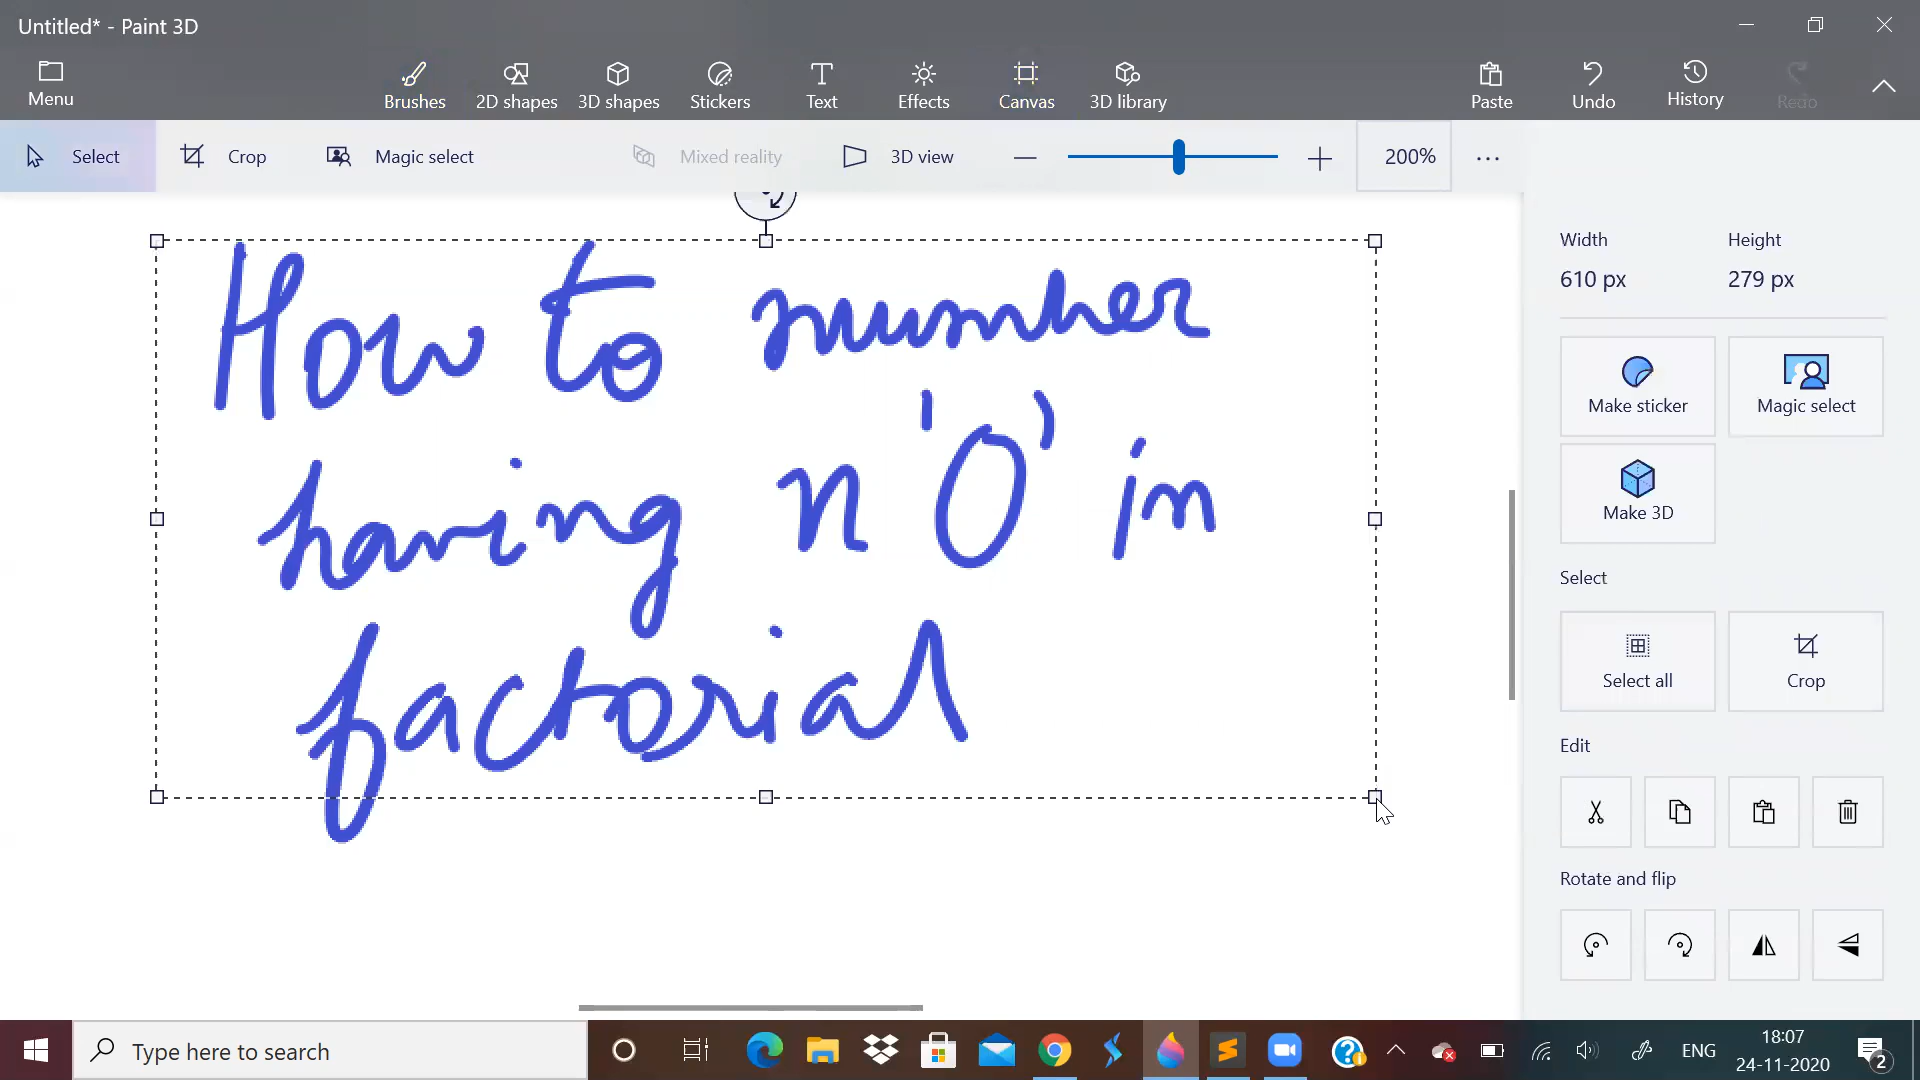 Untitled* - Paint 3D
Menu
Brushes
2D shapes
3D shapes
Stickers
Text
Effects
Canvas
3D library
Paste
Undo
History
Redo
Select
Crop
Magic select
Mixed reality
3D view
200%
How to number
having n '0' in
factorial
Width
Height
610 px
279 px
Make sticker
Magic select
Make 3D
Select
Select all
Crop
Edit
Rotate and flip
Type here to search
ENG
18:07
24-11-2020
2